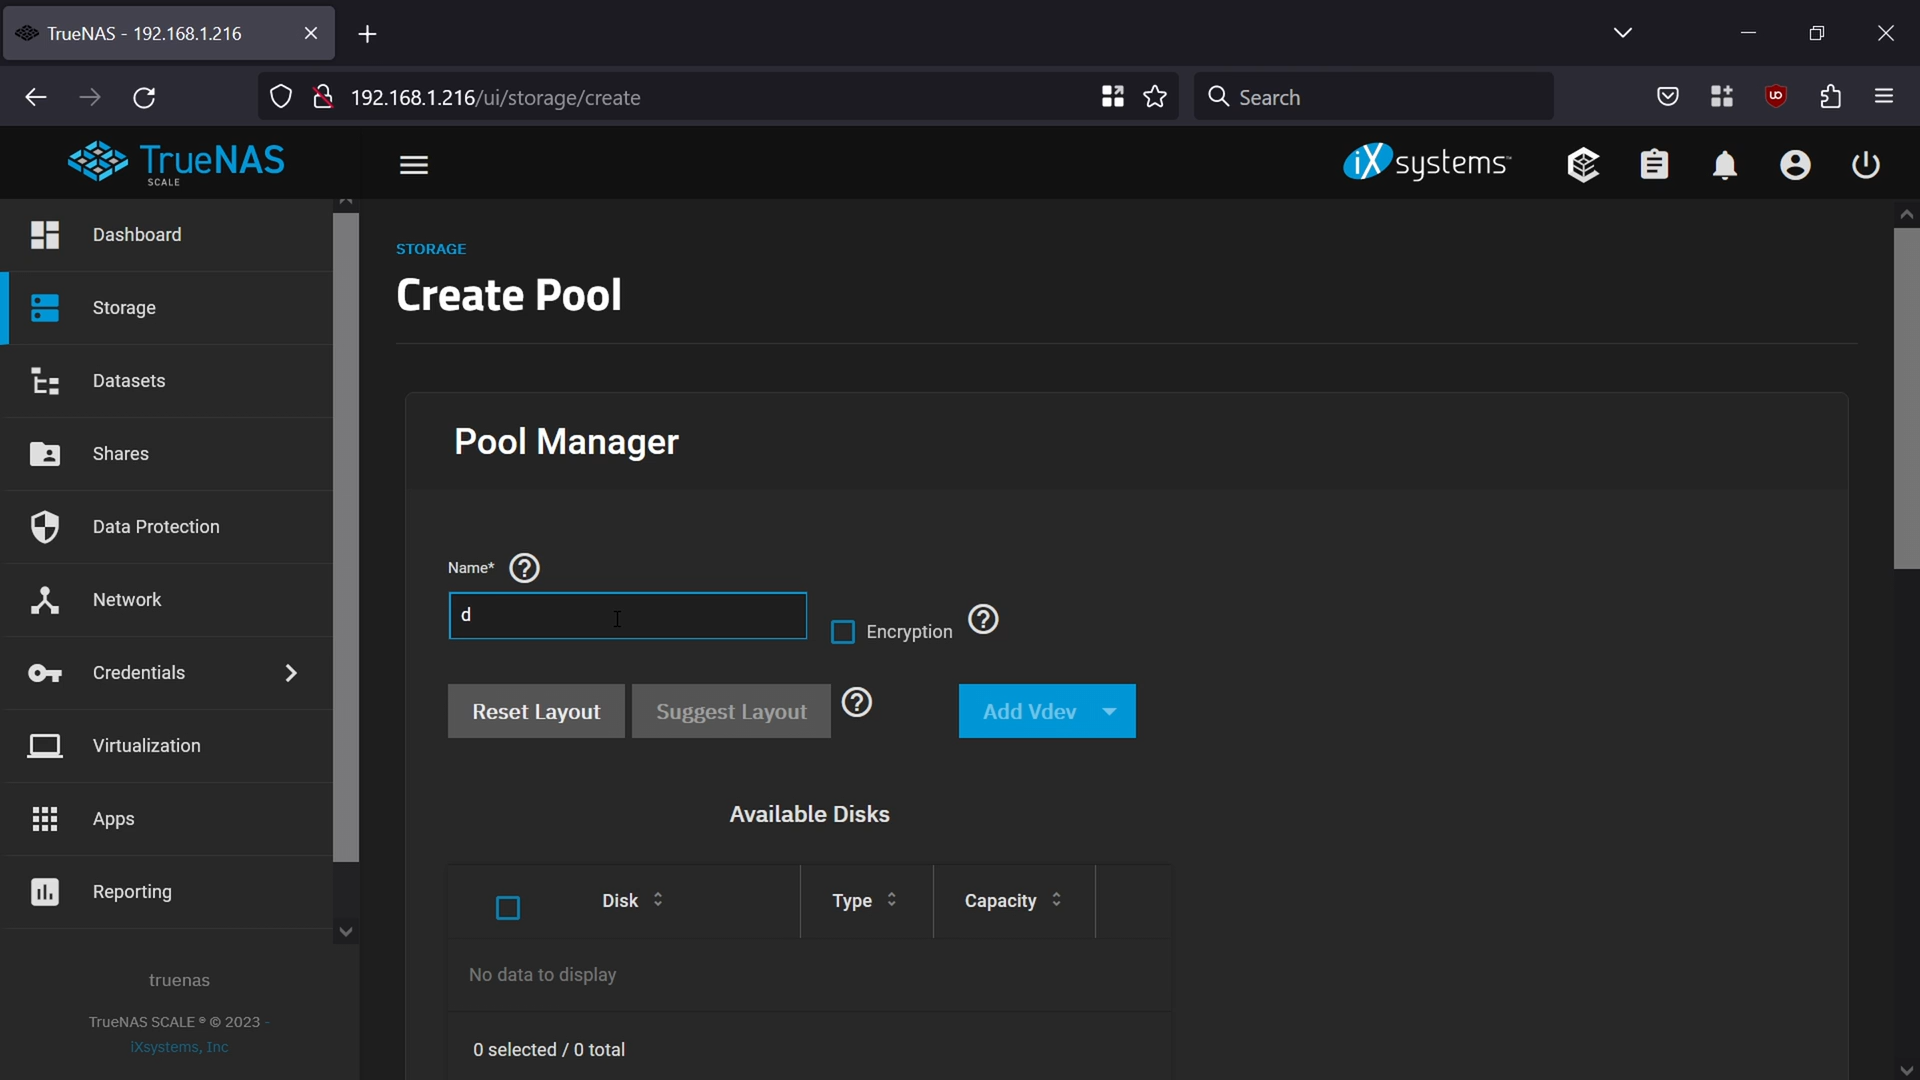 TrueNAS - 192.168.1.216
192.168.1.216/ui/storage/create
Search
TrueNAS
SCALE
iXsystems
Dashboard
Storage
Datasets
Shares
Data Protection
Network
Credentials
Virtualization
Apps
Reporting
truenas
TrueNAS SCALE ® © 2023 -
iXsystems, Inc
STORAGE
Create Pool
Pool Manager
Name*
d
Encryption
Reset Layout
Suggest Layout
Add Vdev
Available Disks
Disk
Type
Capacity
No data to display
0 selected / 0 total